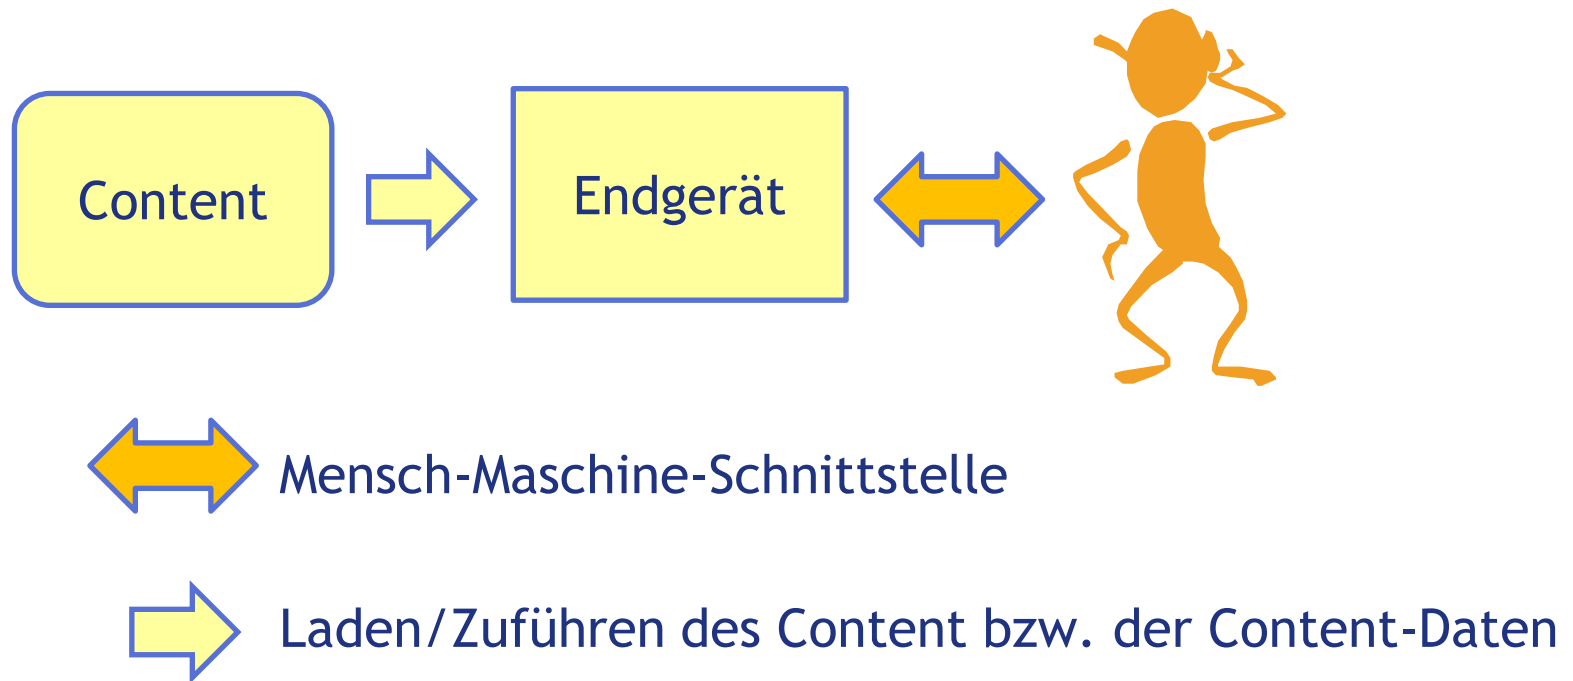 Content
Endgerät
Mensch-Maschine-Schnittstelle
Laden/Zuführen des Content bzw. der Content-Daten